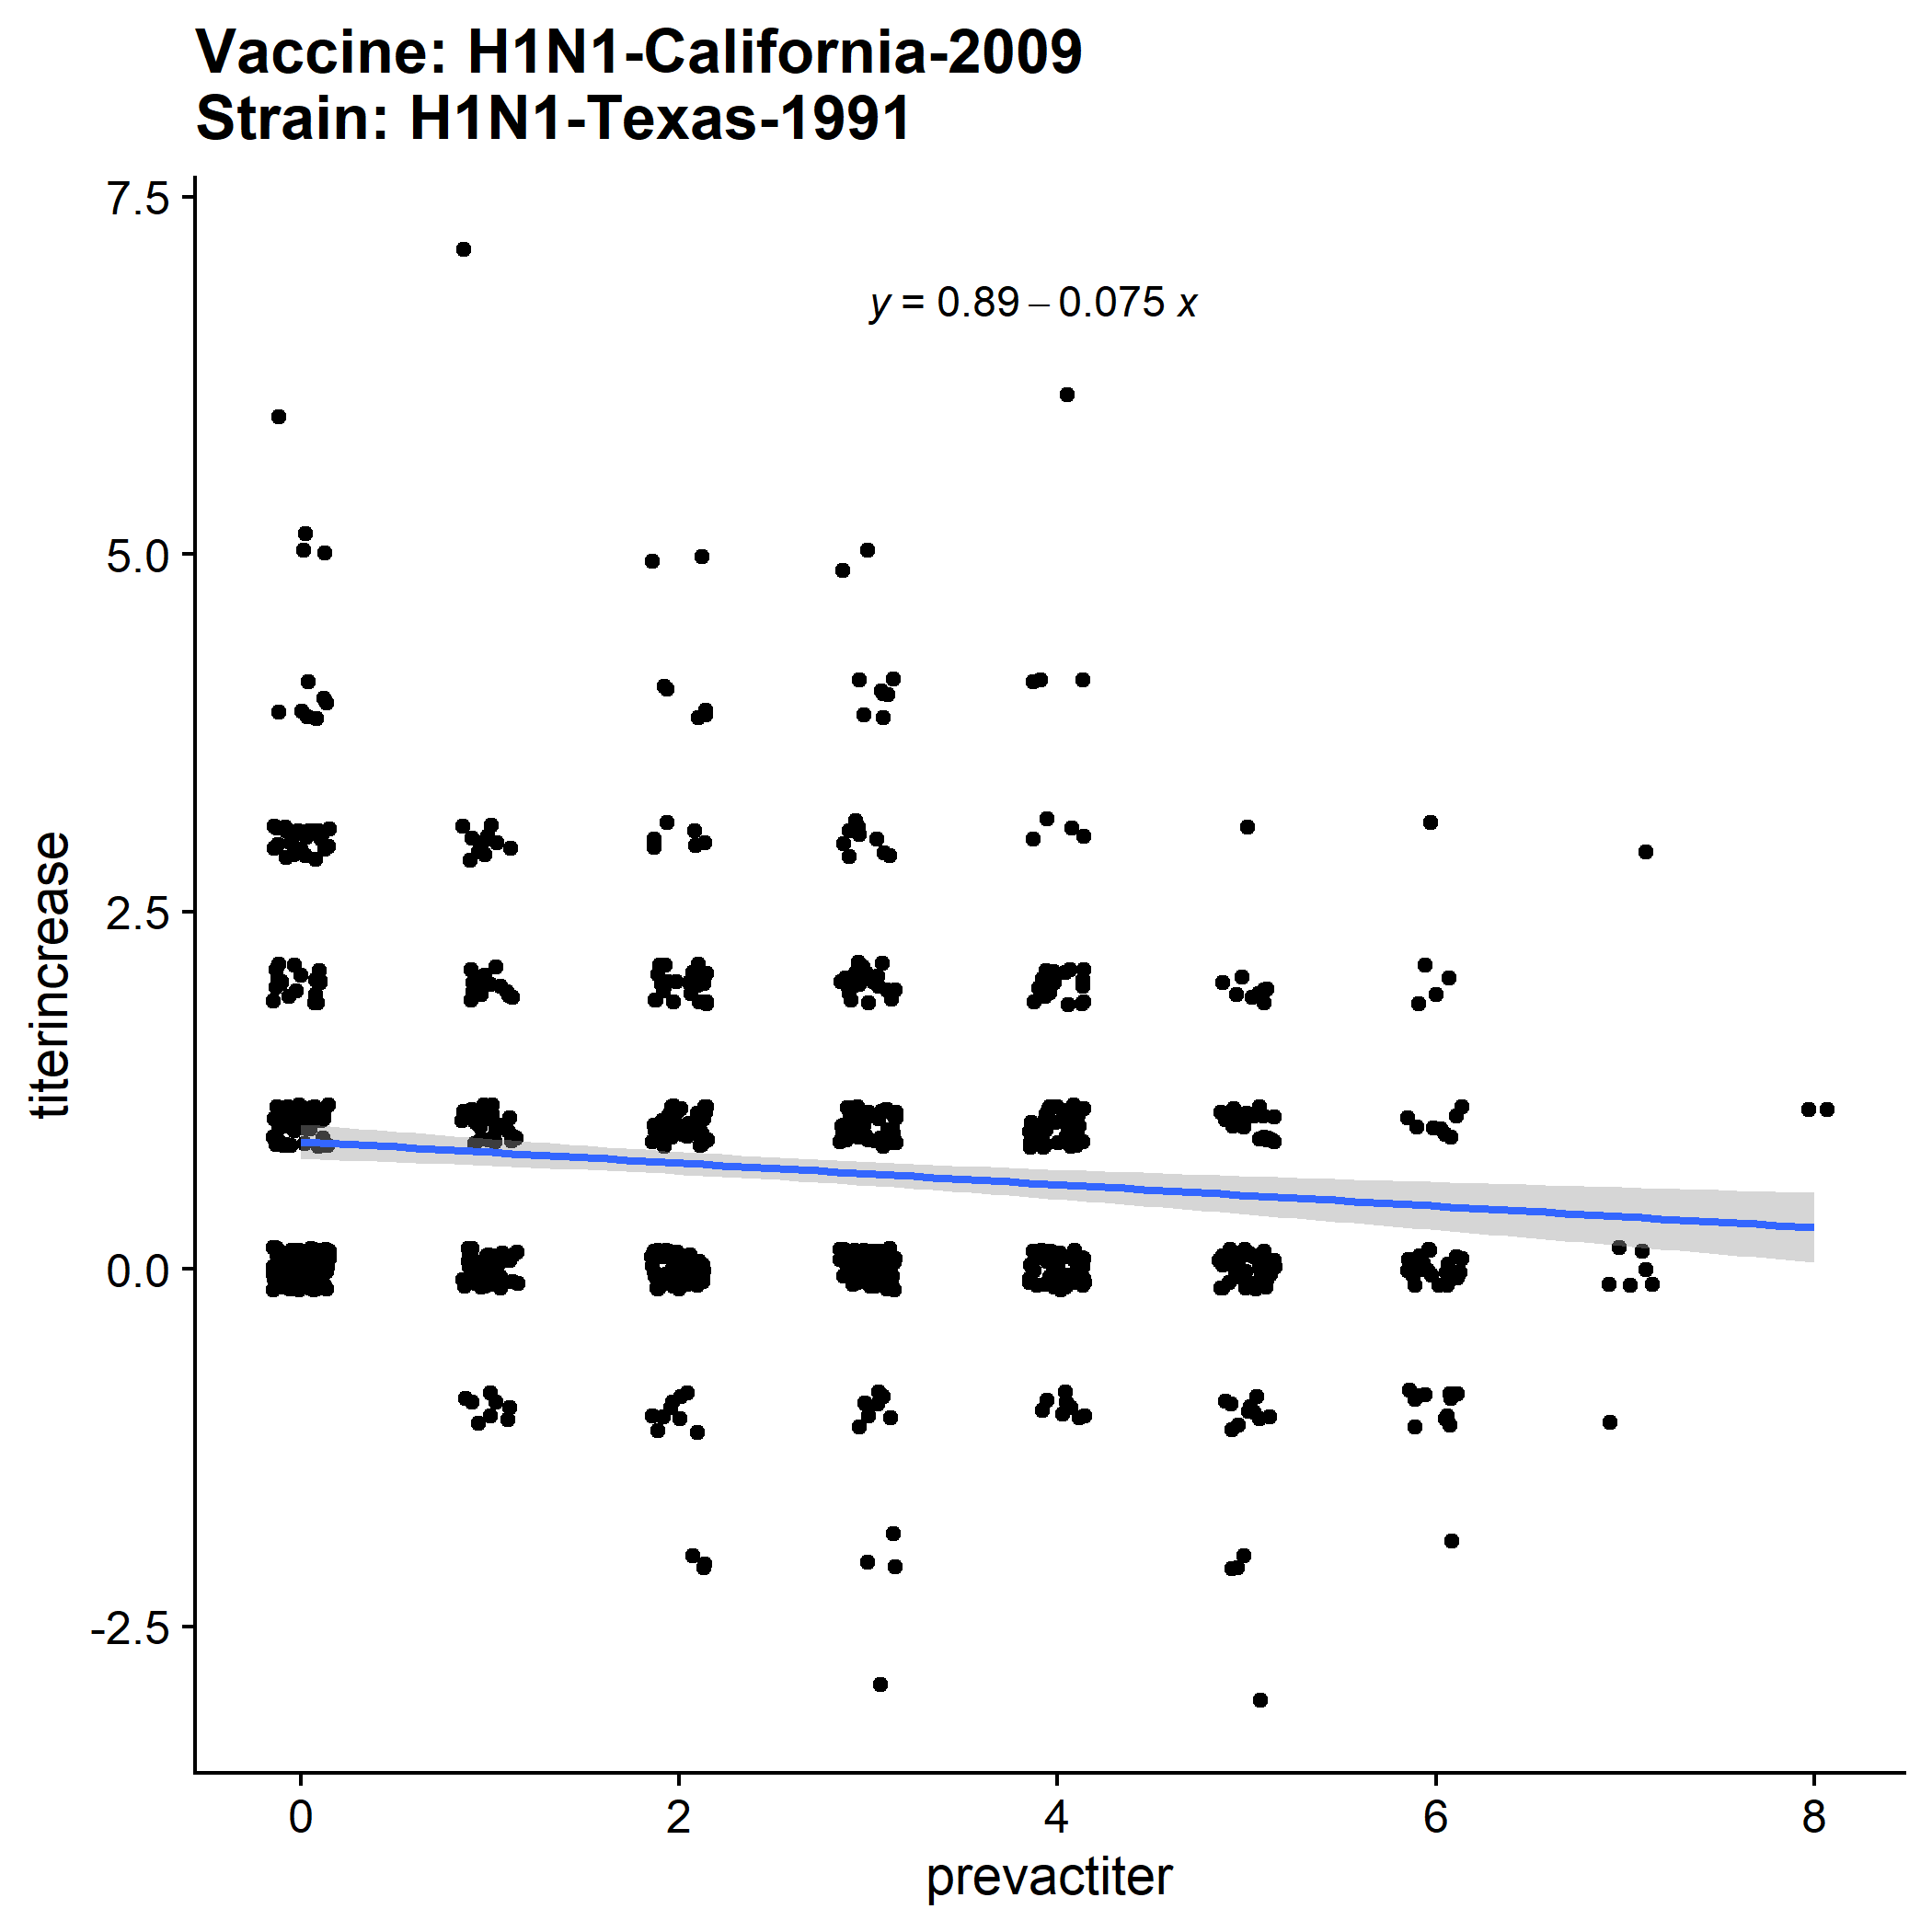 Vaccine: H1N1-California-2009
Strain: H1N1-Texas-1991
7.5
y = 0.89 – 0.075 x
5.0
2.5
titerincrease
0.0
-2.5
0 2 4 6 8
prevactiter